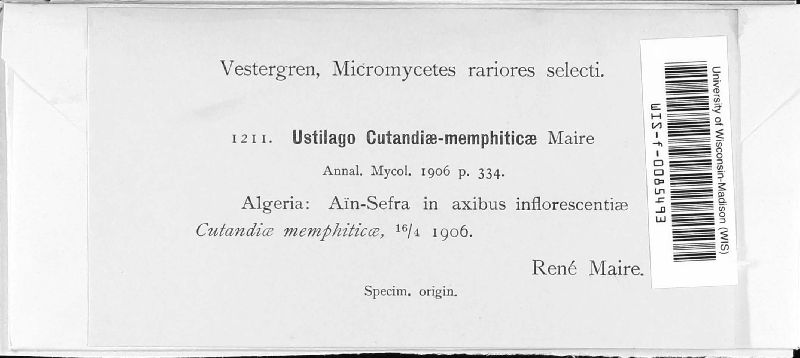 Vestergren, Micromycetes rariores selecti.
1211. Ustilago Cutandiæ-memphiticæ Maire
Annal. Mycol. 1906 p. 334.
Algeria: Aïn-Sefra in axibus inflorescentiæ
Cutandiæ memphiticæ, 16/4 1906.
René Maire.
Specim. origin.
WIS-f-0085493
University of Wisconsin-Madison (WIS)